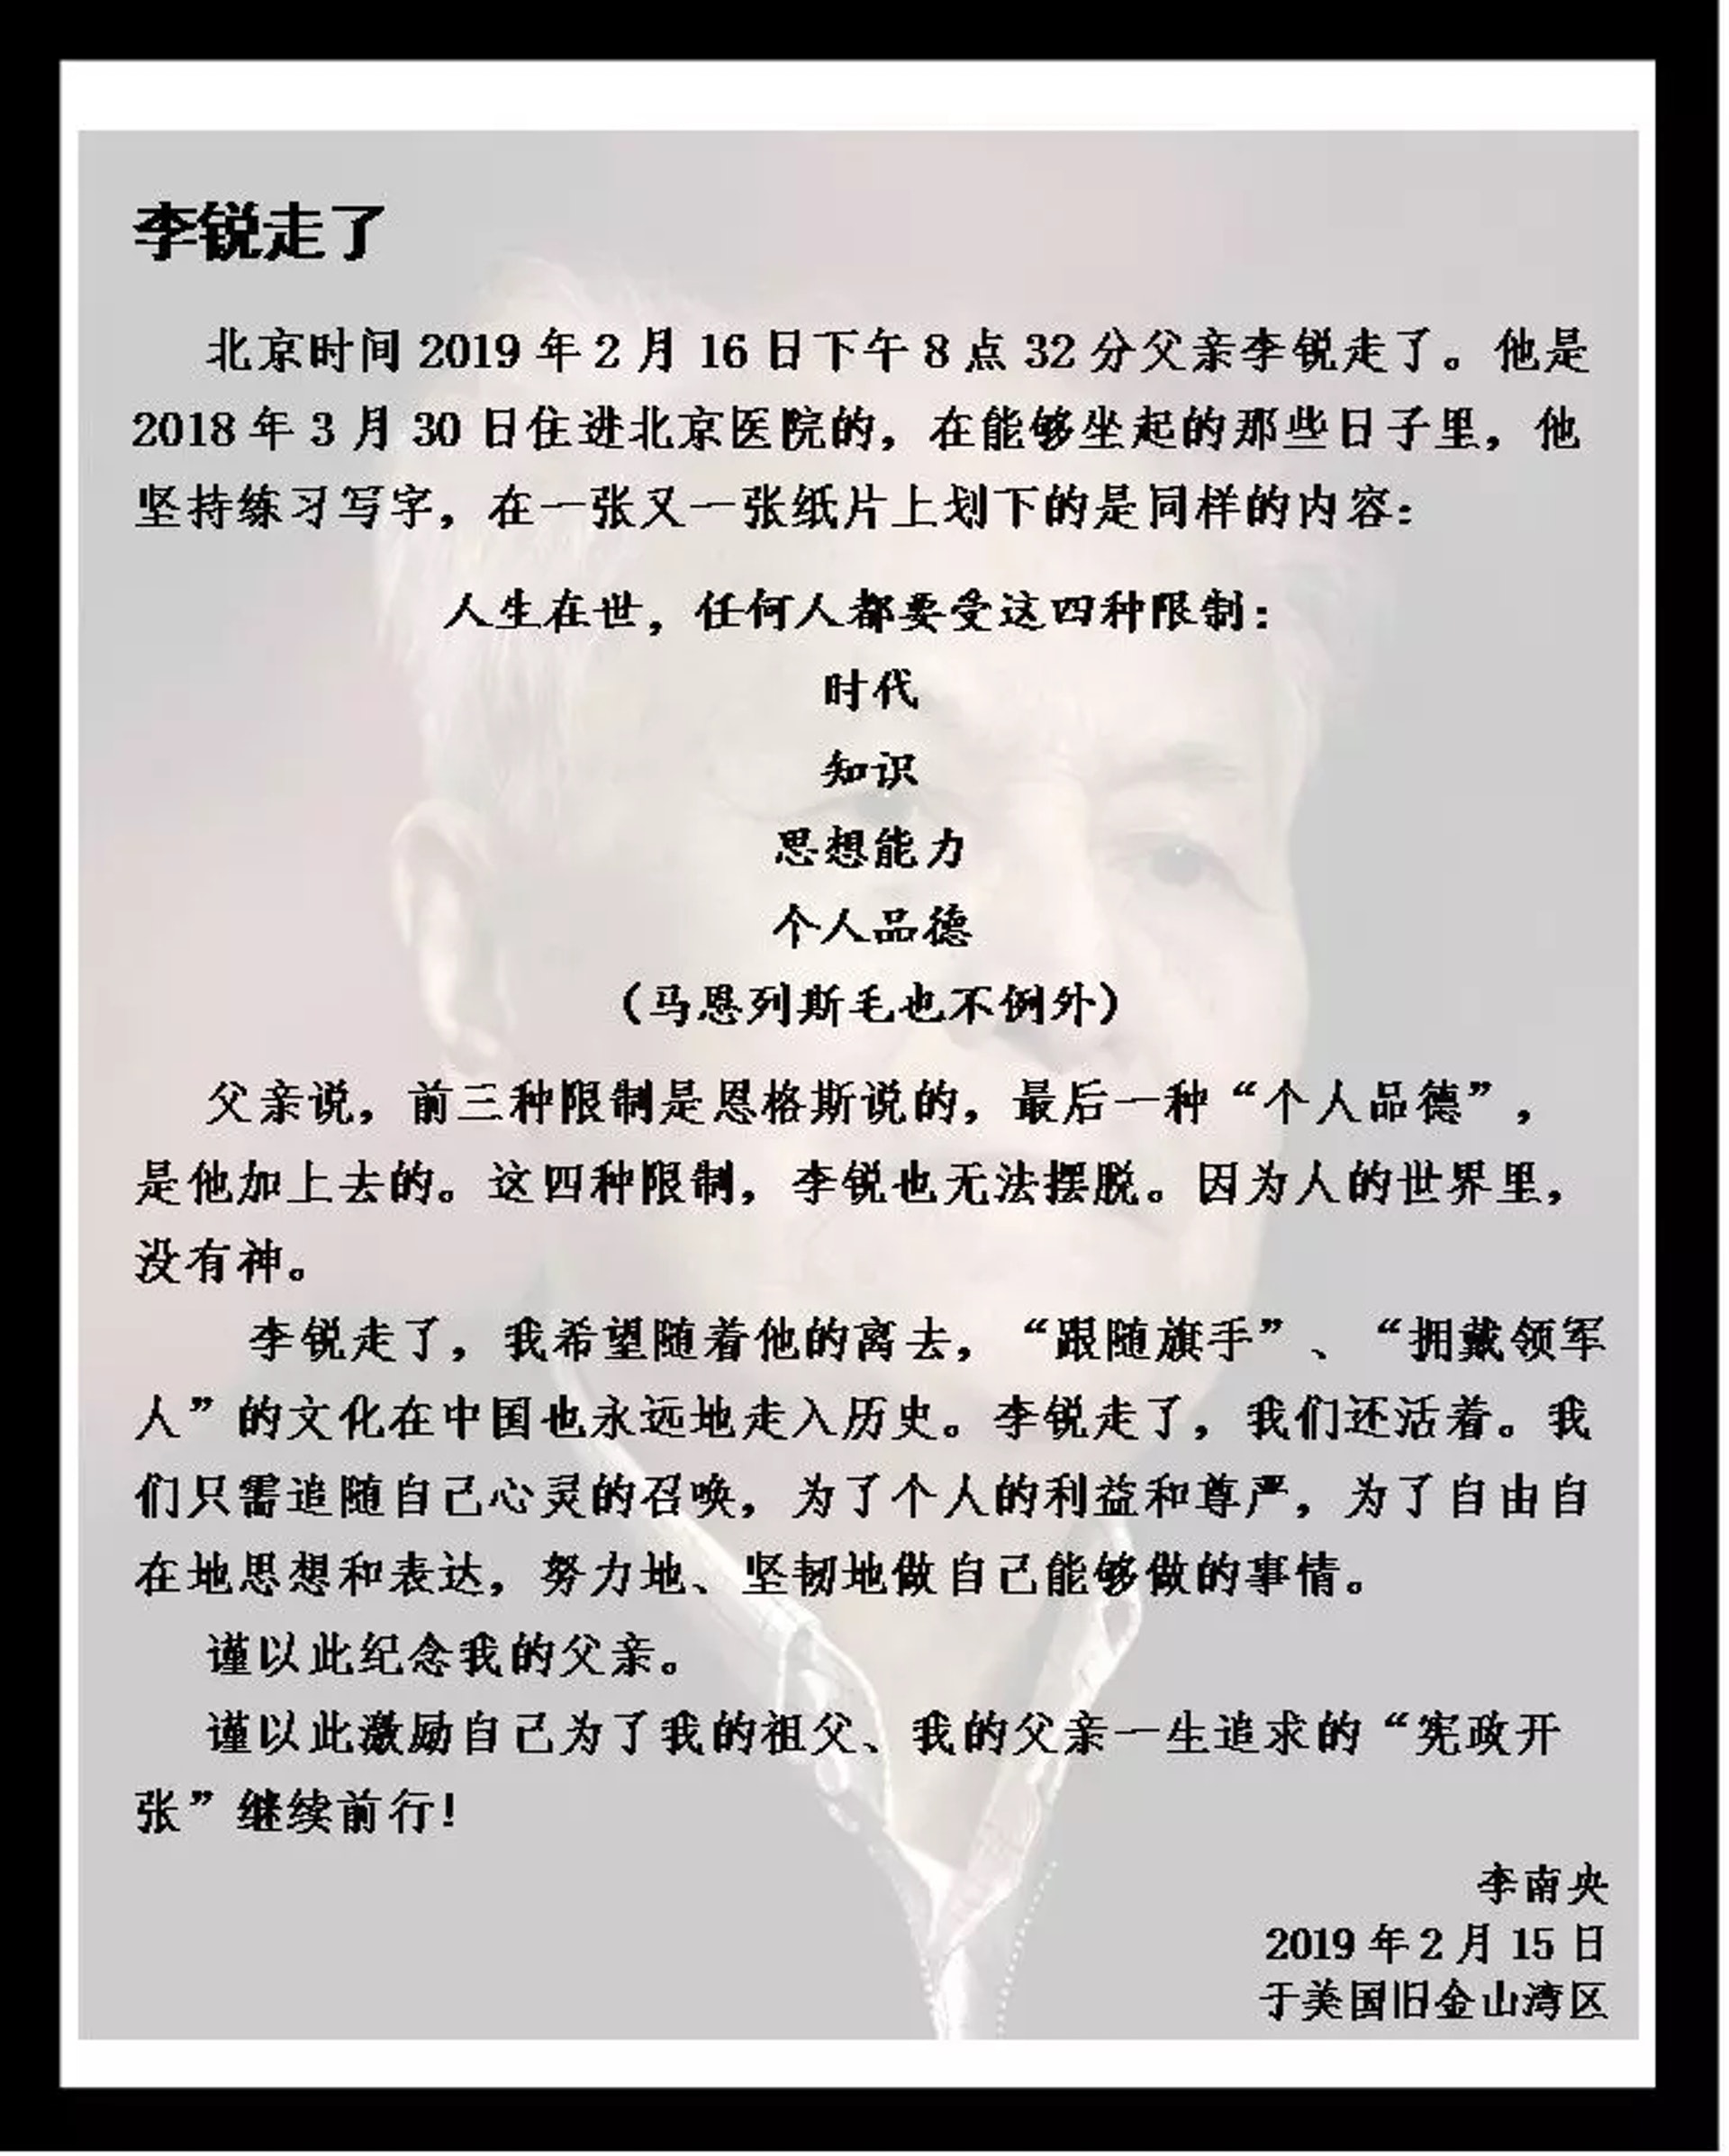 李锐走了
北京时间 2019 年 2 月 16 日下午 8 点 32 分父亲李锐走了。他是
2018 年 3 月 30 日住进北京医院的，在能够坐起的那些日子里，他
坚持练习写字，在一张又一张纸片上划下的是同样的内容：
人生在世，任何人都要受这四种限制：
时代
知识
思想能力
个人品德
（马恩列斯毛也不例外）
父亲说，前三种限制是恩格斯说的，最后一种“个人品德”，
是他加上去的。这四种限制，李锐也无法摆脱。因为人的世界里，
没有神。
李锐走了，我希望随着他的离去，“跟随旗手”、“拥戴领军
人”的文化在中国也永远地走入历史。李锐走了，我们还活着。我
们只需追随自己心灵的召唤，为了个人的利益和尊严，为了自由自
在地思想和表达，努力地、坚韧地做自己能够做的事情。
谨以此纪念我的父亲。
谨以此激励自己为了我的祖父、我的父亲一生追求的“宪政开
张”继续前行！
李南央
2019 年 2 月 15 日
于美国旧金山湾区